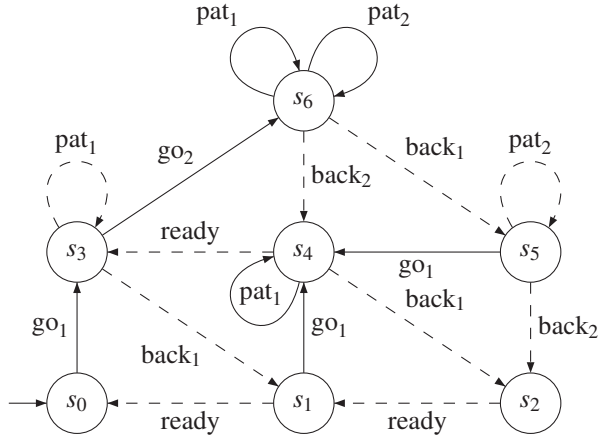 pat₁ pat₂
s₆
pat₁ go₂ back₁ pat₂
back₂
ready
s₃ s₄ s₅
go₁
pat₁ back₁
go₁ go₁ back₂
back₁
s₀ s₁ s₂
ready ready